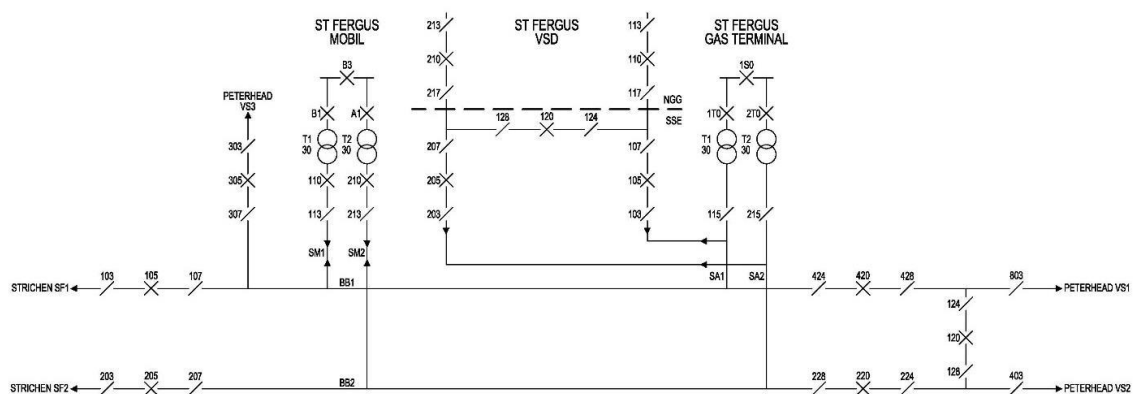 ST FERGUS
MOBIL
ST FERGUS
VSD
ST FERGUS
GAS TERMINAL
213
113
210
110
217
117
B3
1S0
NGG
SSE
PETERHEAD
VS3
B1
A1
128
120
124
1T0
2T0
T1
30
T2
30
T1
30
T2
30
303
207
107
305
110
210
205
105
307
113
213
203
103
115
215
SM1
SM2
SA1
SA2
STRICHEN SF1
103
105
107
BB1
424
420
428
803
PETERHEAD VS1
124
120
128
STRICHEN SF2
203
205
207
BB2
228
220
224
403
PETERHEAD VS2